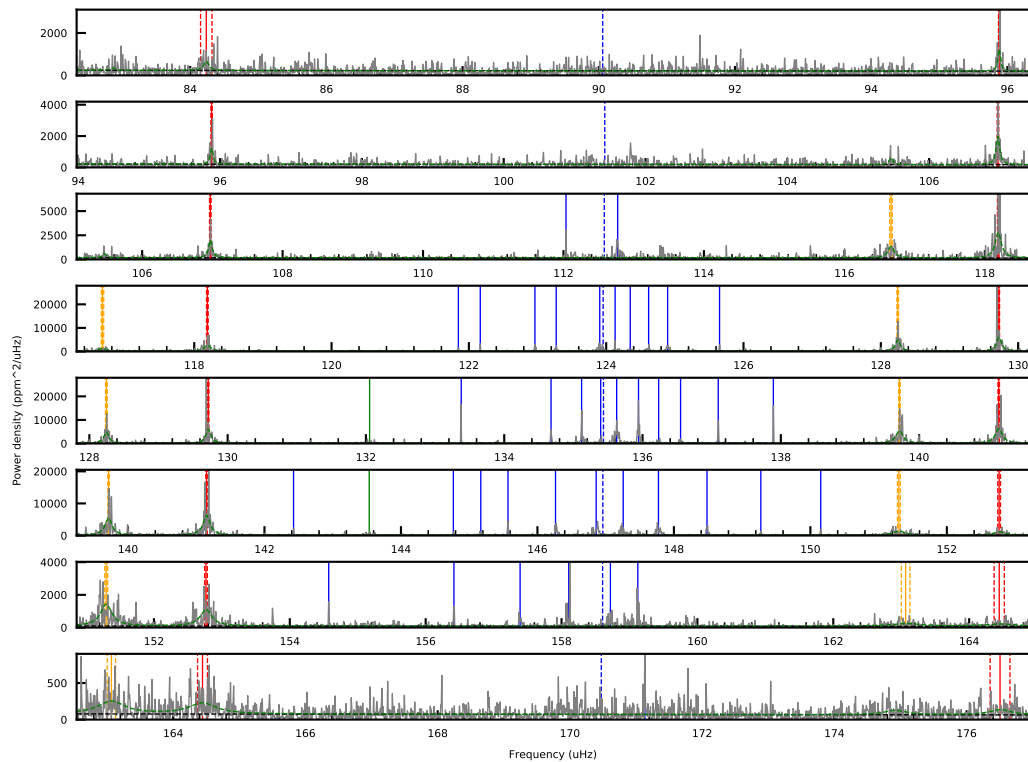 2000
0
84 86 88 90 92 94 96
4000
2000
0
94 96 98 100 102 104 106
5000
2500
0
106 108 110 112 114 116 118
20000
10000
0
118 120 122 124 126 128 130
20000
10000
0
128 130 132 134 136 138 140
20000
10000
0
140 142 144 146 148 150 152
4000
2000
0
152 154 156 158 160 162 164
500
0
164 166 168 170 172 174 176
Power density (ppm^2/uHz)
Frequency (uHz)